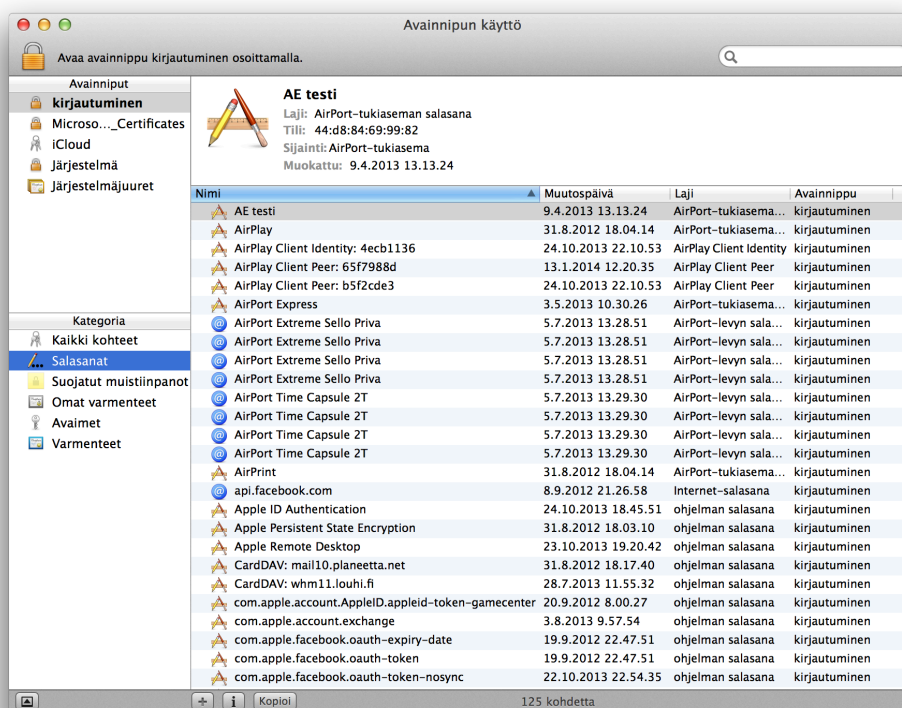 Avainnipun käyttö
Avaa avainnippu kirjautuminen osoittamalla.
Avainniput
kirjautuminen
Microso…_Certificates
iCloud
Järjestelmä
Järjestelmäjuuret
AE testi
Laji: AirPort-tukiaseman salasana
Tili: 44:d8:84:69:99:82
Sijainti: AirPort-tukiasema
Muokattu: 9.4.2013 13.13.24
Nimi Muutospäivä Laji Avainnippu
AE testi 9.4.2013 13.13.24 AirPort-tukiasema... kirjautuminen
AirPlay 31.8.2012 18.04.14 AirPort-tukiasema... kirjautuminen
AirPlay Client Identity: 4ecb1136 24.10.2013 22.10.53 AirPlay Client Identity kirjautuminen
AirPlay Client Peer: 65f7988d 13.1.2014 12.20.35 AirPlay Client Peer kirjautuminen
AirPlay Client Peer: b5f2cde3 24.10.2013 22.10.53 AirPlay Client Peer kirjautuminen
AirPort Express 3.5.2013 10.30.26 AirPort-tukiasema... kirjautuminen
AirPort Extreme Sello Priva 5.7.2013 13.28.51 AirPort-levyn sala... kirjautuminen
AirPort Extreme Sello Priva 5.7.2013 13.28.51 AirPort-levyn sala... kirjautuminen
AirPort Extreme Sello Priva 5.7.2013 13.28.51 AirPort-levyn sala... kirjautuminen
AirPort Extreme Sello Priva 5.7.2013 13.28.51 AirPort-levyn sala... kirjautuminen
AirPort Time Capsule 2T 5.7.2013 13.29.30 AirPort-levyn sala... kirjautuminen
AirPort Time Capsule 2T 5.7.2013 13.29.30 AirPort-levyn sala... kirjautuminen
AirPort Time Capsule 2T 5.7.2013 13.29.30 AirPort-levyn sala... kirjautuminen
AirPort Time Capsule 2T 5.7.2013 13.29.30 AirPort-levyn sala... kirjautuminen
AirPrint 31.8.2012 18.04.14 AirPort-tukiasema... kirjautuminen
api.facebook.com 8.9.2012 21.26.58 Internet-salasana kirjautuminen
Apple ID Authentication 24.10.2013 18.45.51 ohjelman salasana kirjautuminen
Apple Persistent State Encryption 31.8.2012 18.03.10 ohjelman salasana kirjautuminen
Apple Remote Desktop 23.10.2013 19.20.42 ohjelman salasana kirjautuminen
CardDAV: mail10.planeetta.net 31.8.2012 18.17.40 ohjelman salasana kirjautuminen
CardDAV: whm11.louhi.fi 28.7.2013 11.55.32 ohjelman salasana kirjautuminen
com.apple.account.AppleID.appleid-token-gamecenter 20.9.2012 8.00.27 ohjelman salasana kirjautuminen
com.apple.account.exchange 3.8.2013 9.57.54 ohjelman salasana kirjautuminen
com.apple.facebook.oauth-expiry-date 19.9.2012 22.47.51 ohjelman salasana kirjautuminen
com.apple.facebook.oauth-token 19.9.2012 22.47.51 ohjelman salasana kirjautuminen
com.apple.facebook.oauth-token-nosync 22.10.2013 22.54.35 ohjelman salasana kirjautuminen
Kategoria
Kaikki kohteet
Salasanat
Suojatut muistiinpanot
Omat varmenteet
Avaimet
Varmenteet
Kopioi
125 kohdetta